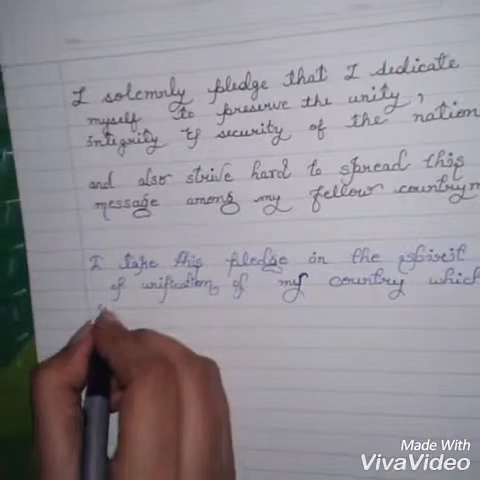 I solemnly pledge that I dedicate
myself to preserve the unity,
integrity & security of the nation
and also strive hard to spread this
message among my fellow countrym
I take this pledge in the spirit
of unification of my country which
Made With
VivaVideo